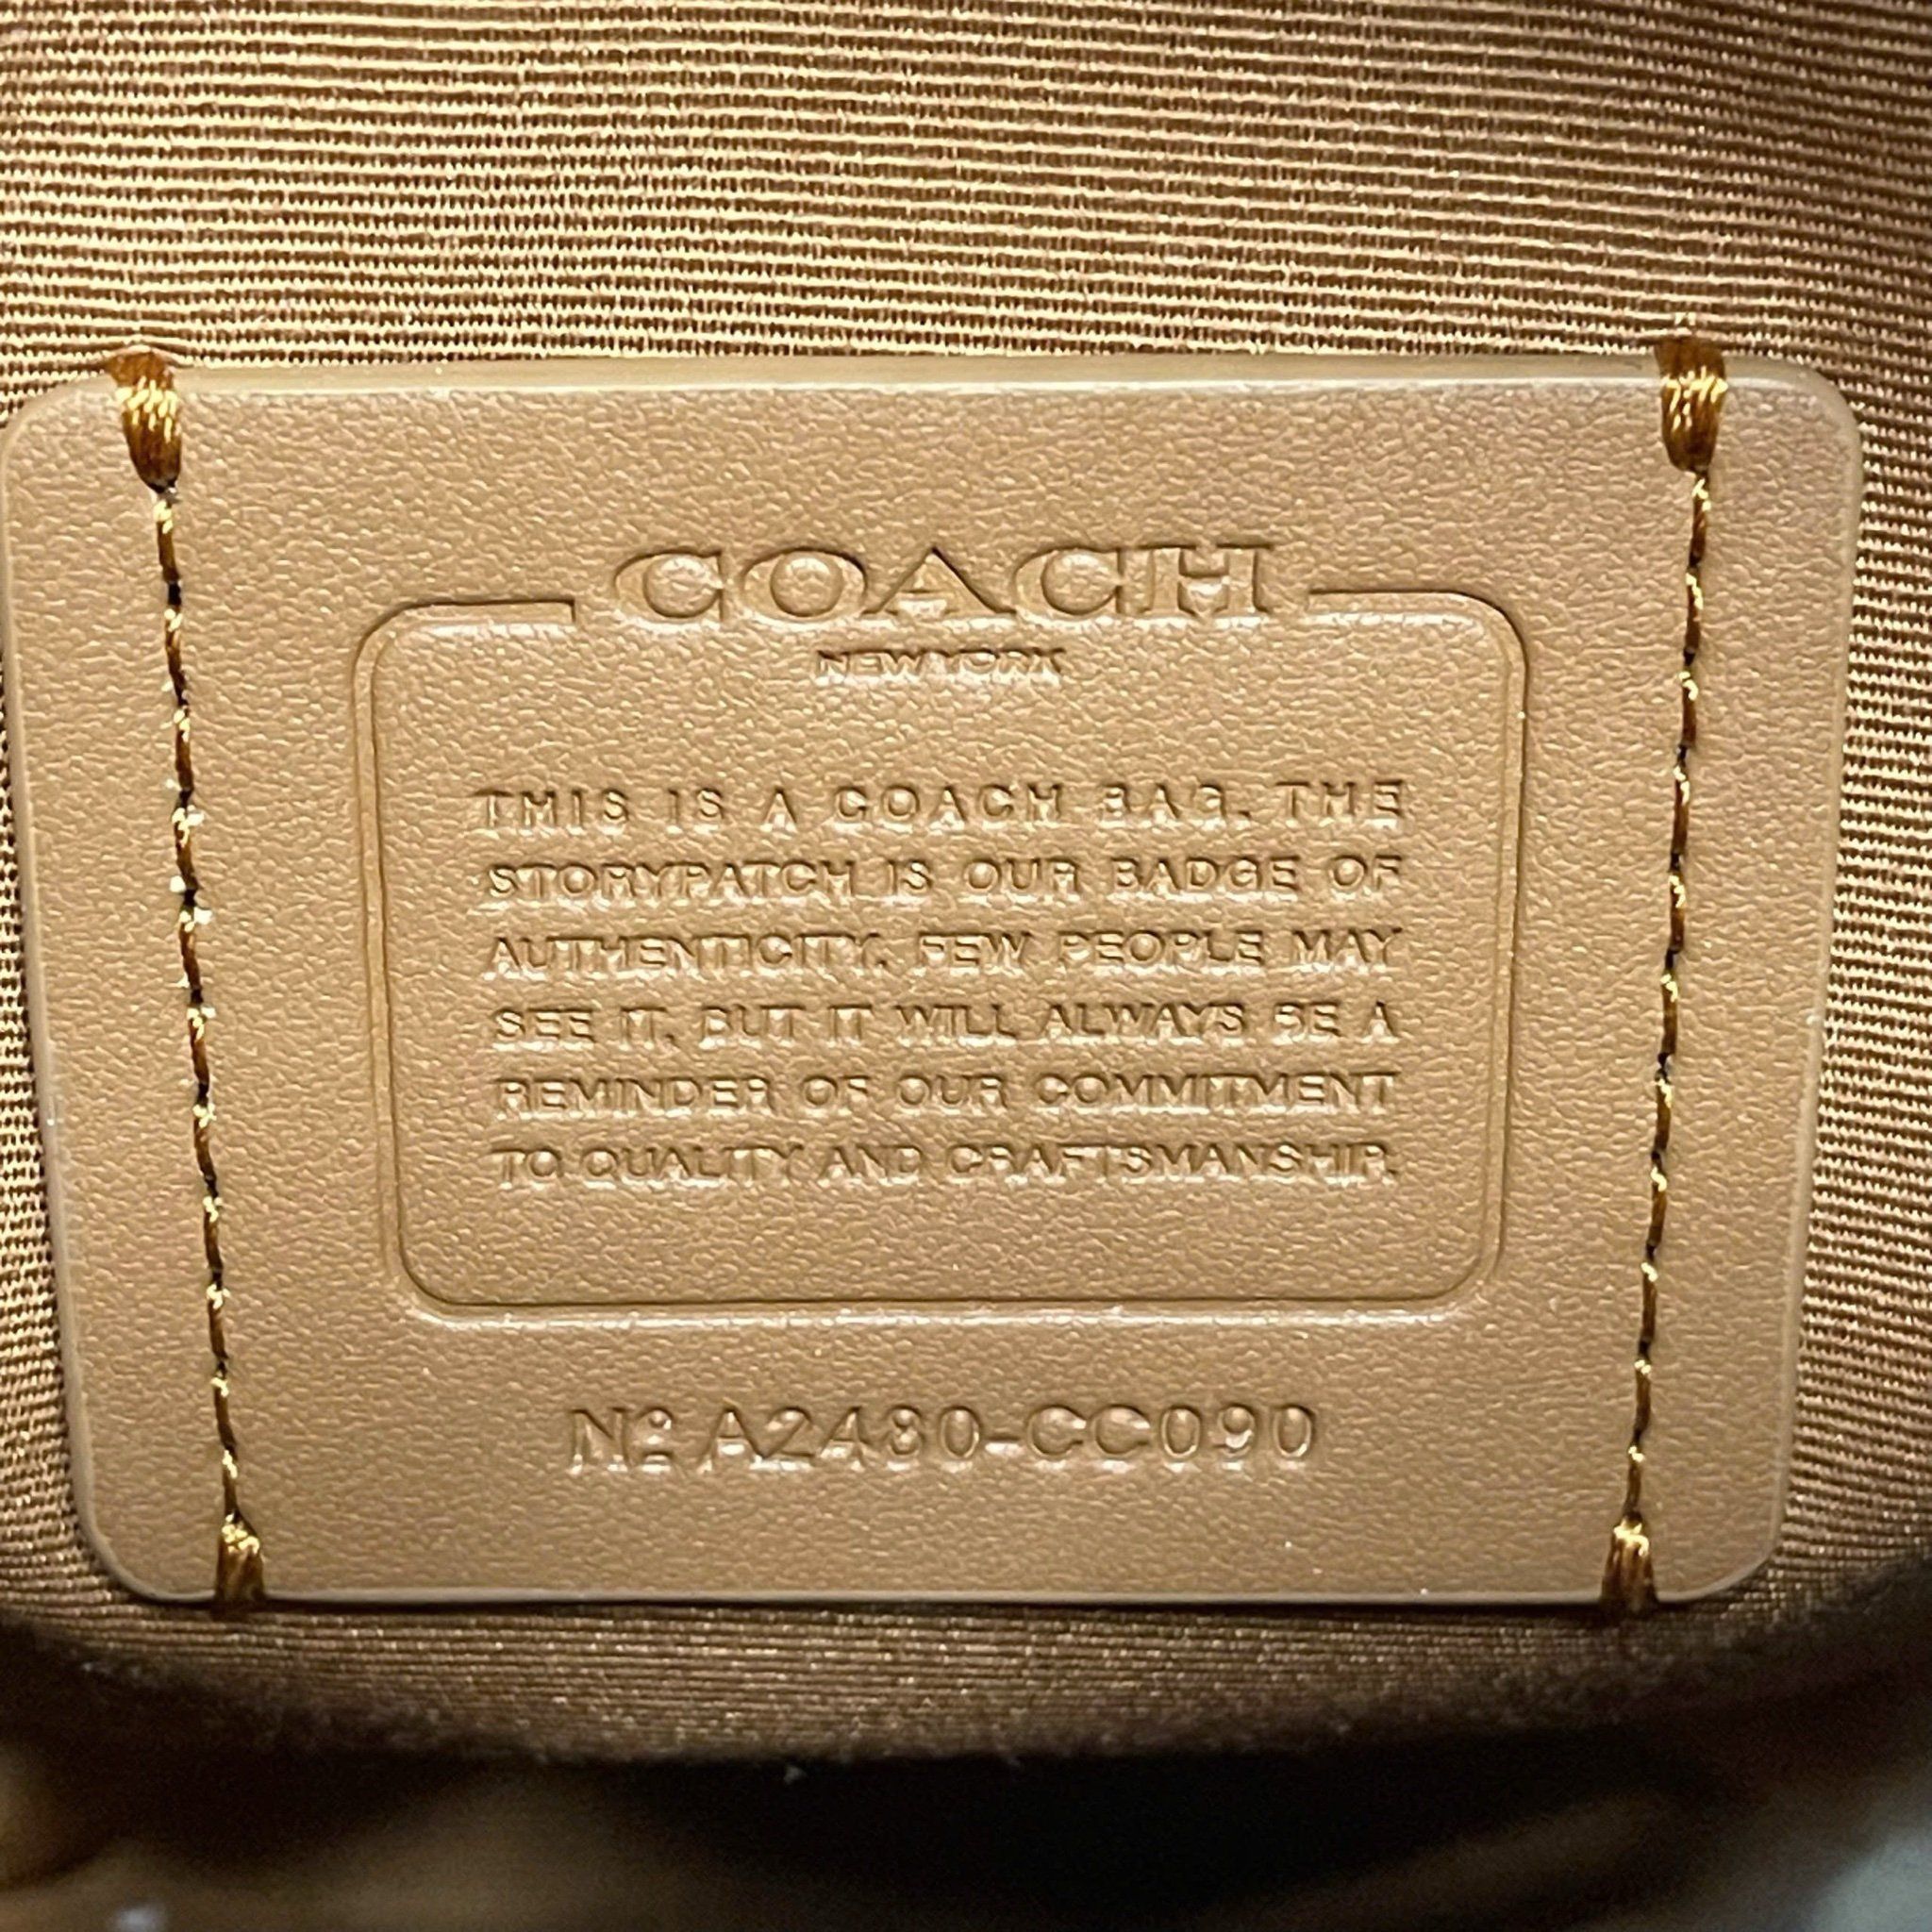 COACH
NEW YORK
THIS IS A COACH BAG. THE
STORYPATCH IS OUR BADGE OF
AUTHENTICITY. FEW PEOPLE MAY
SEE IT. BUT IT WILL ALWAYS BE A
REMINDER OF OUR COMMITMENT
TO QUALITY AND CRAFTSMANSHIP.
Nº A2480-CC090